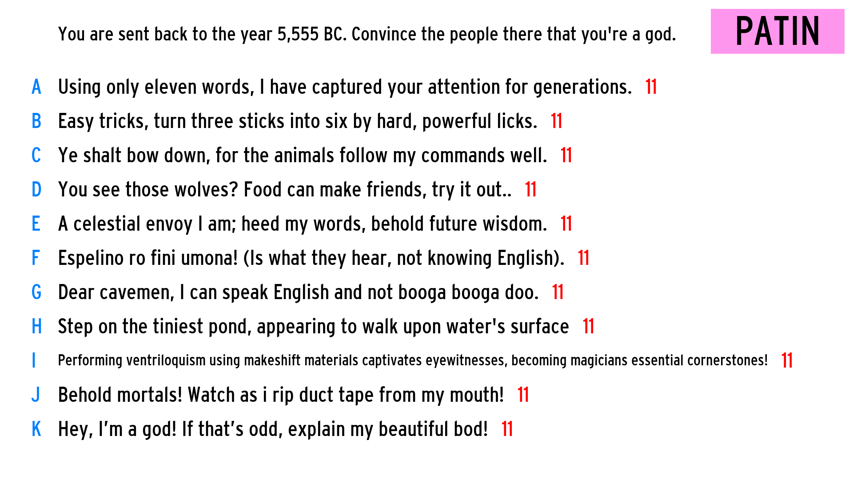 You are sent back to the year 5,555 BC. Convince the people there that you're a god.
PATIN
A Using only eleven words, I have captured your attention for generations. 11
B Easy tricks, turn three sticks into six by hard, powerful licks. 11
C Ye shalt bow down, for the animals follow my commands well. 11
D You see those wolves? Food can make friends, try it out.. 11
E A celestial envoy I am; heed my words, behold future wisdom. 11
F Espelino ro fini umona! (Is what they hear, not knowing English). 11
G Dear cavemen, I can speak English and not booga booga doo. 11
H Step on the tiniest pond, appearing to walk upon water's surface 11
I Performing ventriloquism using makeshift materials captivates eyewitnesses, becoming magicians essential cornerstones! 11
J Behold mortals! Watch as i rip duct tape from my mouth! 11
K Hey, I’m a god! If that’s odd, explain my beautiful bod! 11